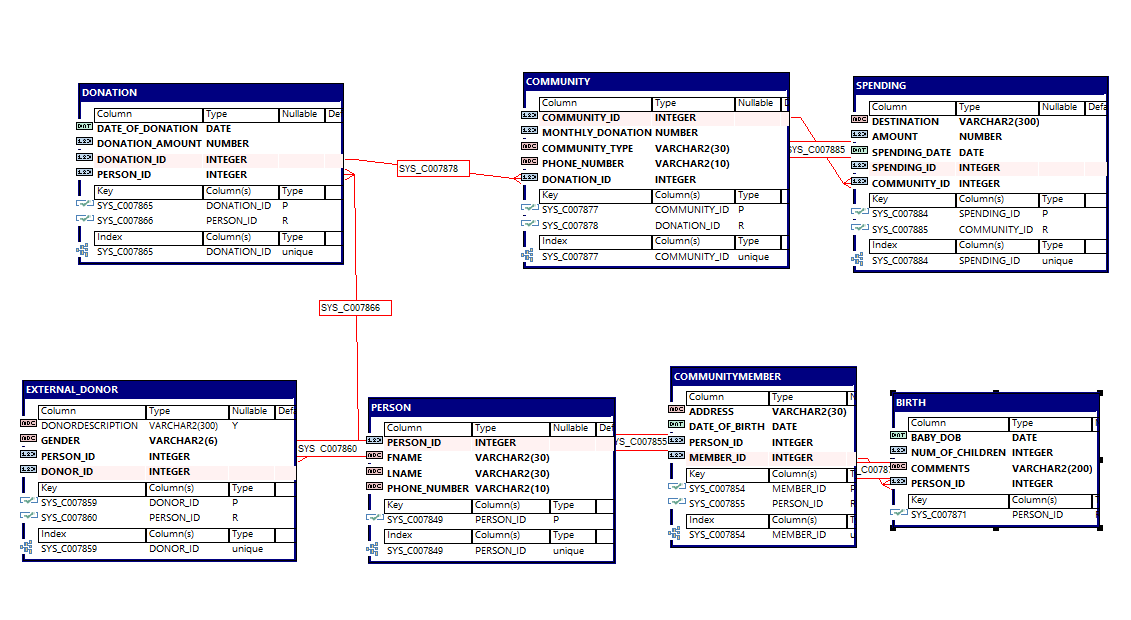 DONATION
Column Type Nullable Def
DATE_OF_DONATION DATE
DONATION_AMOUNT NUMBER
DONATION_ID INTEGER
PERSON_ID INTEGER
Key Column(s) Type
SYS_C007865 DONATION_ID P
SYS_C007866 PERSON_ID R
Index Column(s) Type
SYS_C007865 DONATION_ID unique
SYS_C007878
COMMUNITY
Column Type Nullable D
COMMUNITY_ID INTEGER
MONTHLY_DONATION NUMBER
COMMUNITY_TYPE VARCHAR2(30)
PHONE_NUMBER VARCHAR2(10)
DONATION_ID INTEGER
Key Column(s) Type
SYS_C007877 COMMUNITY_ID P
SYS_C007878 DONATION_ID R
Index Column(s) Type
SYS_C007877 COMMUNITY_ID unique
SYS_C007885
SPENDING
Column Type Nullable Defa
DESTINATION VARCHAR2(300)
AMOUNT NUMBER
SPENDING_DATE DATE
SPENDING_ID INTEGER
COMMUNITY_ID INTEGER
Key Column(s) Type
SYS_C007884 SPENDING_ID P
SYS_C007885 COMMUNITY_ID R
Index Column(s) Type
SYS_C007884 SPENDING_ID unique
SYS_C007866
EXTERNAL_DONOR
Column Type Nullable Defa
DONORDESCRIPTION VARCHAR2(300) Y
GENDER VARCHAR2(6)
PERSON_ID INTEGER
DONOR_ID INTEGER
Key Column(s) Type
SYS_C007859 DONOR_ID P
SYS_C007860 PERSON_ID R
Index Column(s) Type
SYS_C007859 DONOR_ID unique
SYS_C007860
PERSON
Column Type Nullable Def
PERSON_ID INTEGER
FNAME VARCHAR2(30)
LNAME VARCHAR2(30)
PHONE_NUMBER VARCHAR2(10)
Key Column(s) Type
SYS_C007849 PERSON_ID P
Index Column(s) Type
SYS_C007849 PERSON_ID unique
SYS_C007855
COMMUNITYMEMBER
Column Type N
ADDRESS VARCHAR2(30)
DATE_OF_BIRTH DATE
PERSON_ID INTEGER
MEMBER_ID INTEGER
Key Column(s) T
SYS_C007854 MEMBER_ID P
SYS_C007855 PERSON_ID R
Index Column(s) T
SYS_C007854 MEMBER_ID u
_C00787
BIRTH
Column Type
BABY_DOB DATE
NUM_OF_CHILDREN INTEGER
COMMENTS VARCHAR2(200)
PERSON_ID INTEGER
Key Column(s)
SYS_C007871 PERSON_ID